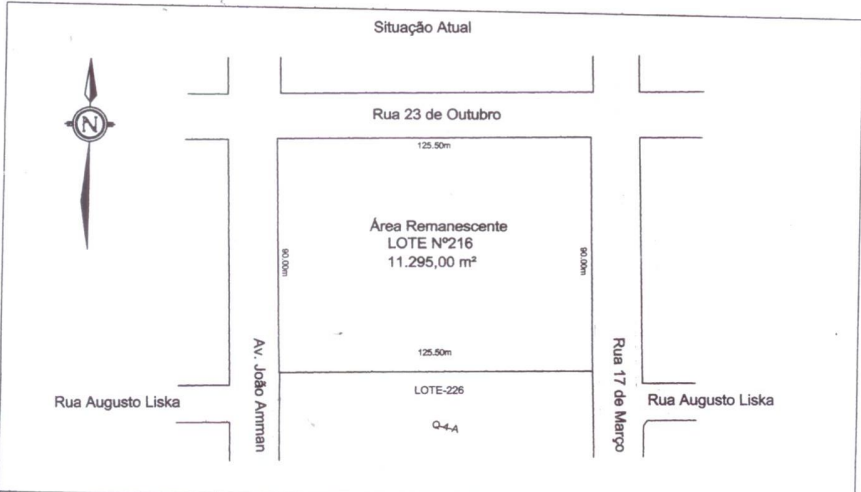 Situação Atual
N
Rua 23 de Outubro
125.50m
Área Remanescente
LOTE Nº216
11.295,00 m²
90.00m
90.00m
125.50m
Av. João Amman
Rua 17 de Março
LOTE-226
Rua Augusto Liska
Rua Augusto Liska
Q-4-A